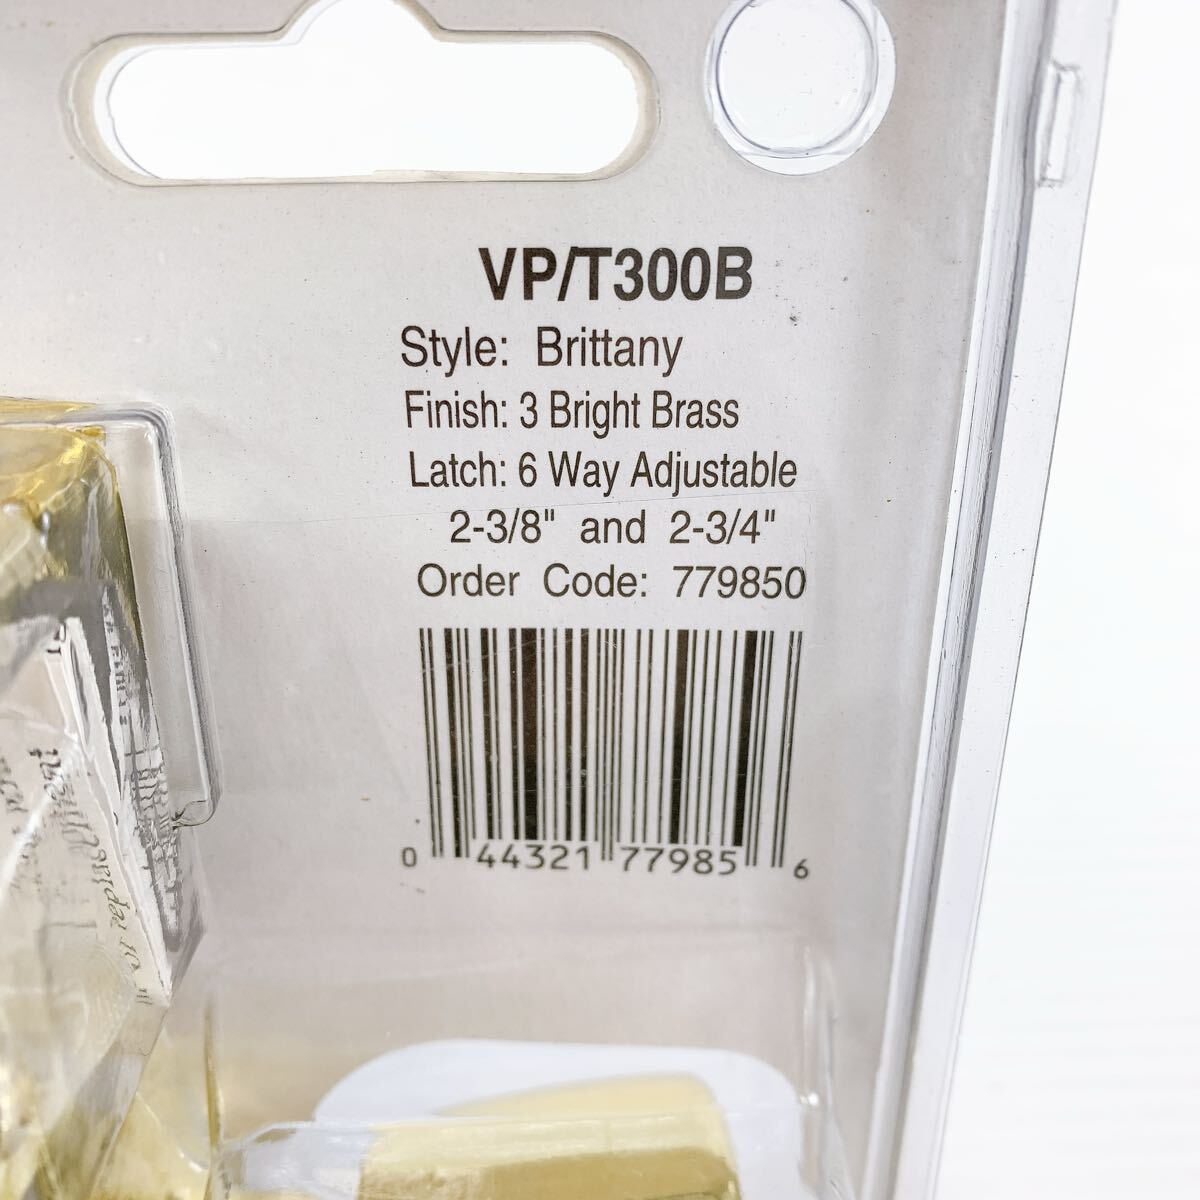 VP/T300B
Style: Brittany
Finish: 3 Bright Brass
Latch: 6 Way Adjustable
2-3/8" and 2-3/4"
Order Code: 779850
0 44321 77985 6